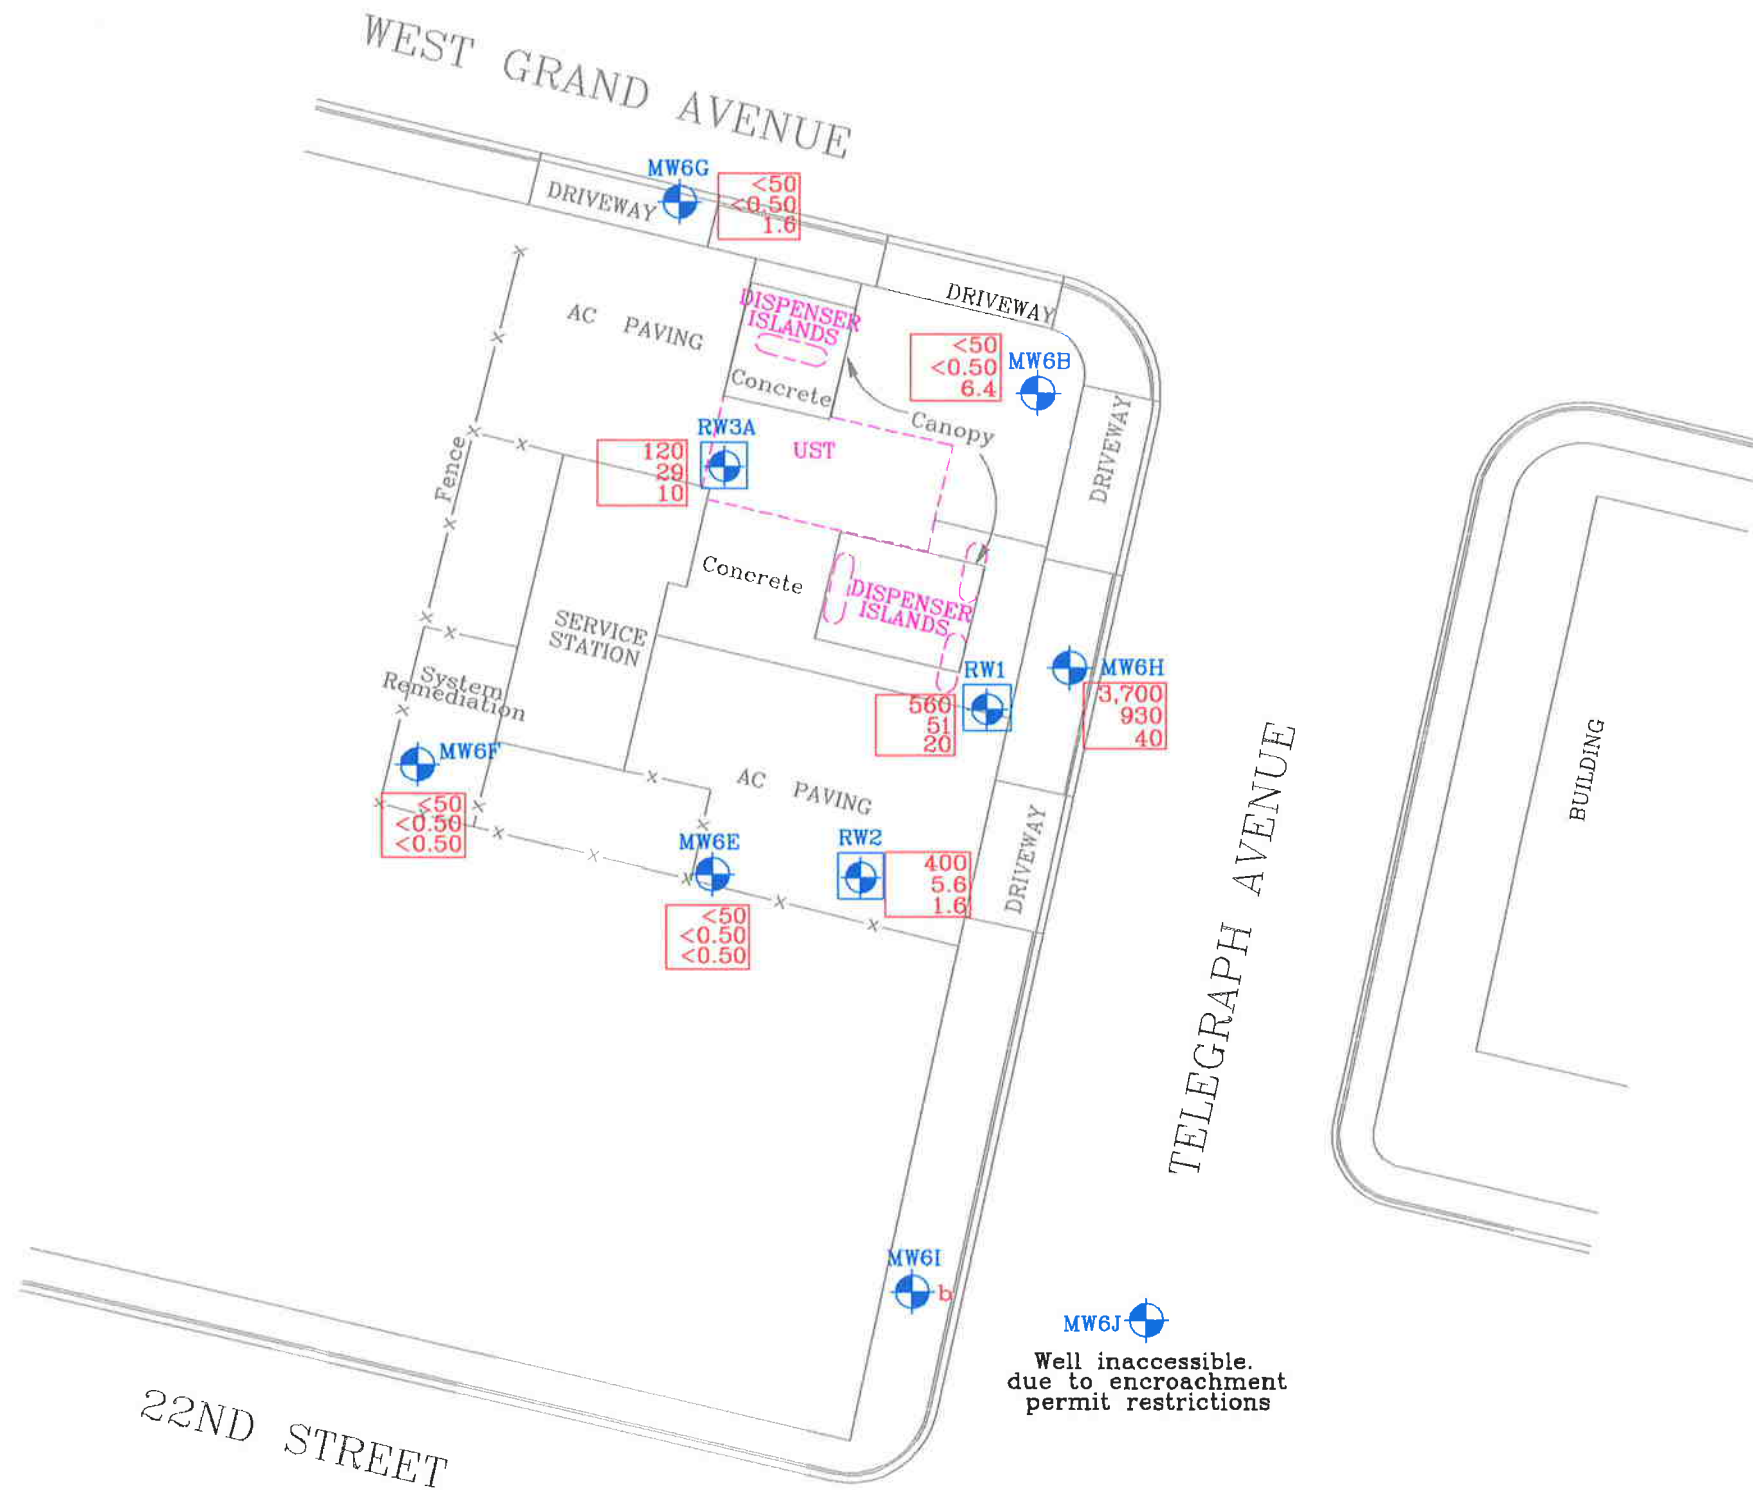 WEST GRAND AVENUE
MW6G
<50
<0.50
1.6
DRIVEWAY
DRIVEWAY
DISPENSER
ISLANDS
AC PAVING
<50
<0.50
6.4
MW6B
Concrete
Canopy
DRIVEWAY
RW3A
UST
120
29
10
Fence
Concrete
DISPENSER
ISLANDS
SERVICE
STATION
RW1
MW6H
3,700
930
40
System
Remediation
560
51
20
MW6F
AC PAVING
BUILDING
TELEGRAPH AVENUE
<50
<0.50
<0.50
MW6E
RW2
400
5.6
1.6
DRIVEWAY
<50
<0.50
<0.50
MW6I
b
MW6J
Well inaccessible.
due to encroachment
permit restrictions
22ND STREET